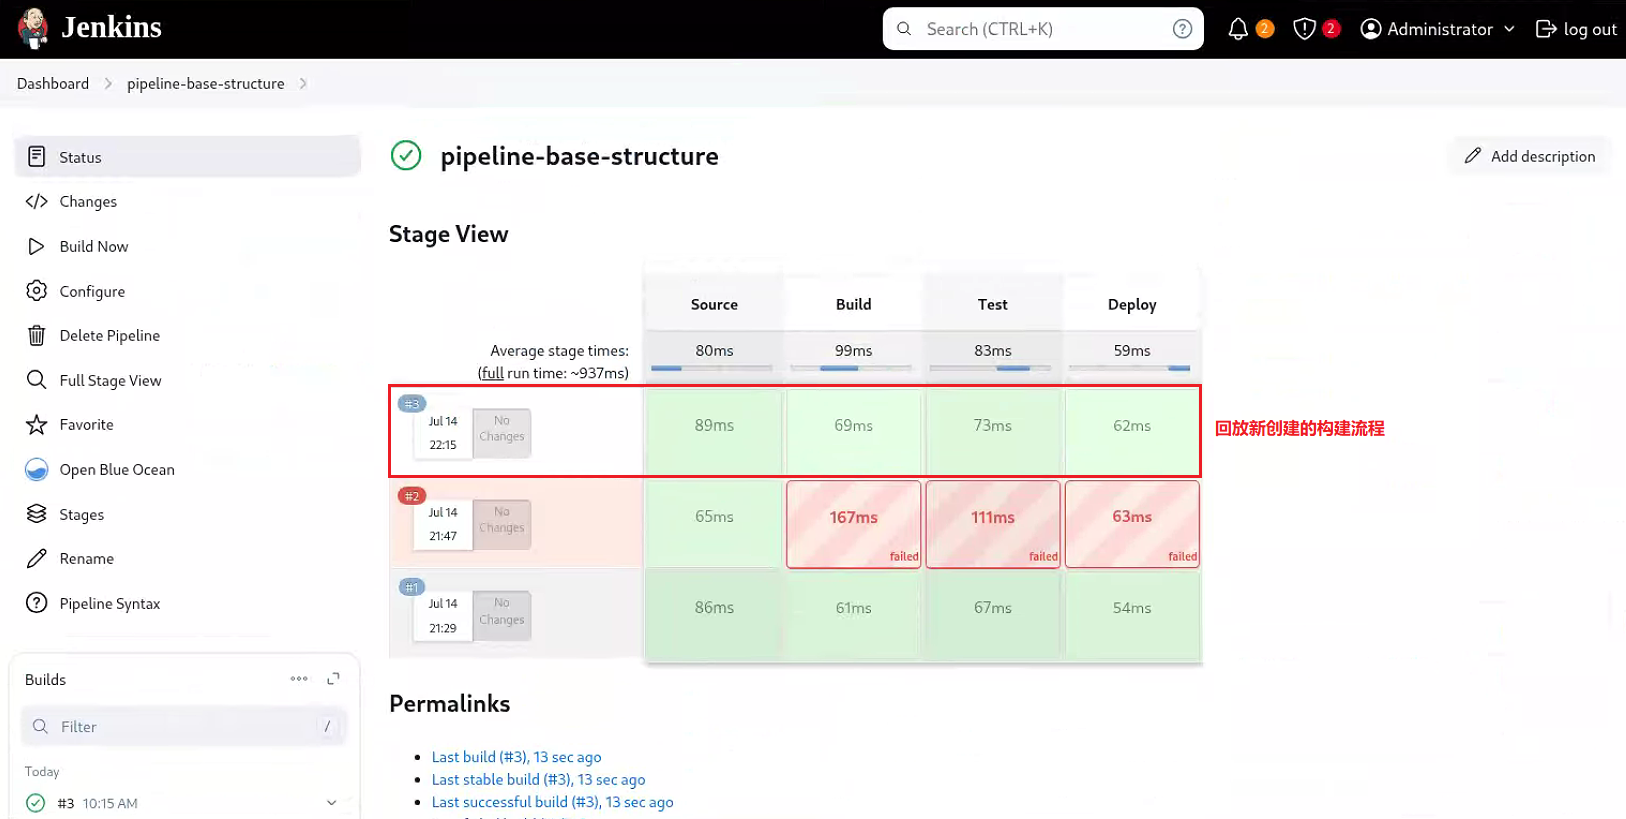 Jenkins
Search (CTRL+K)
2
2
Administrator
log out
Dashboard
pipeline-base-structure
Status
Changes
Build Now
Configure
Delete Pipeline
Full Stage View
Favorite
Open Blue Ocean
Stages
Rename
Pipeline Syntax
Builds
Filter
/
Today
#3 10:15 AM
pipeline-base-structure
Add description
Stage View
Source Build Test Deploy
Average stage times: 80ms 99ms 83ms 59ms
(full run time: ~937ms)
#3
Jul 14 No
22:15 Changes
89ms 69ms 73ms 62ms
回放新创建的构建流程
#2
Jul 14 No
21:47 Changes
65ms 167ms 111ms 63ms
failed failed failed
#1
Jul 14 No
21:29 Changes
86ms 61ms 67ms 54ms
Permalinks
Last build (#3), 13 sec ago
Last stable build (#3), 13 sec ago
Last successful build (#3), 13 sec ago